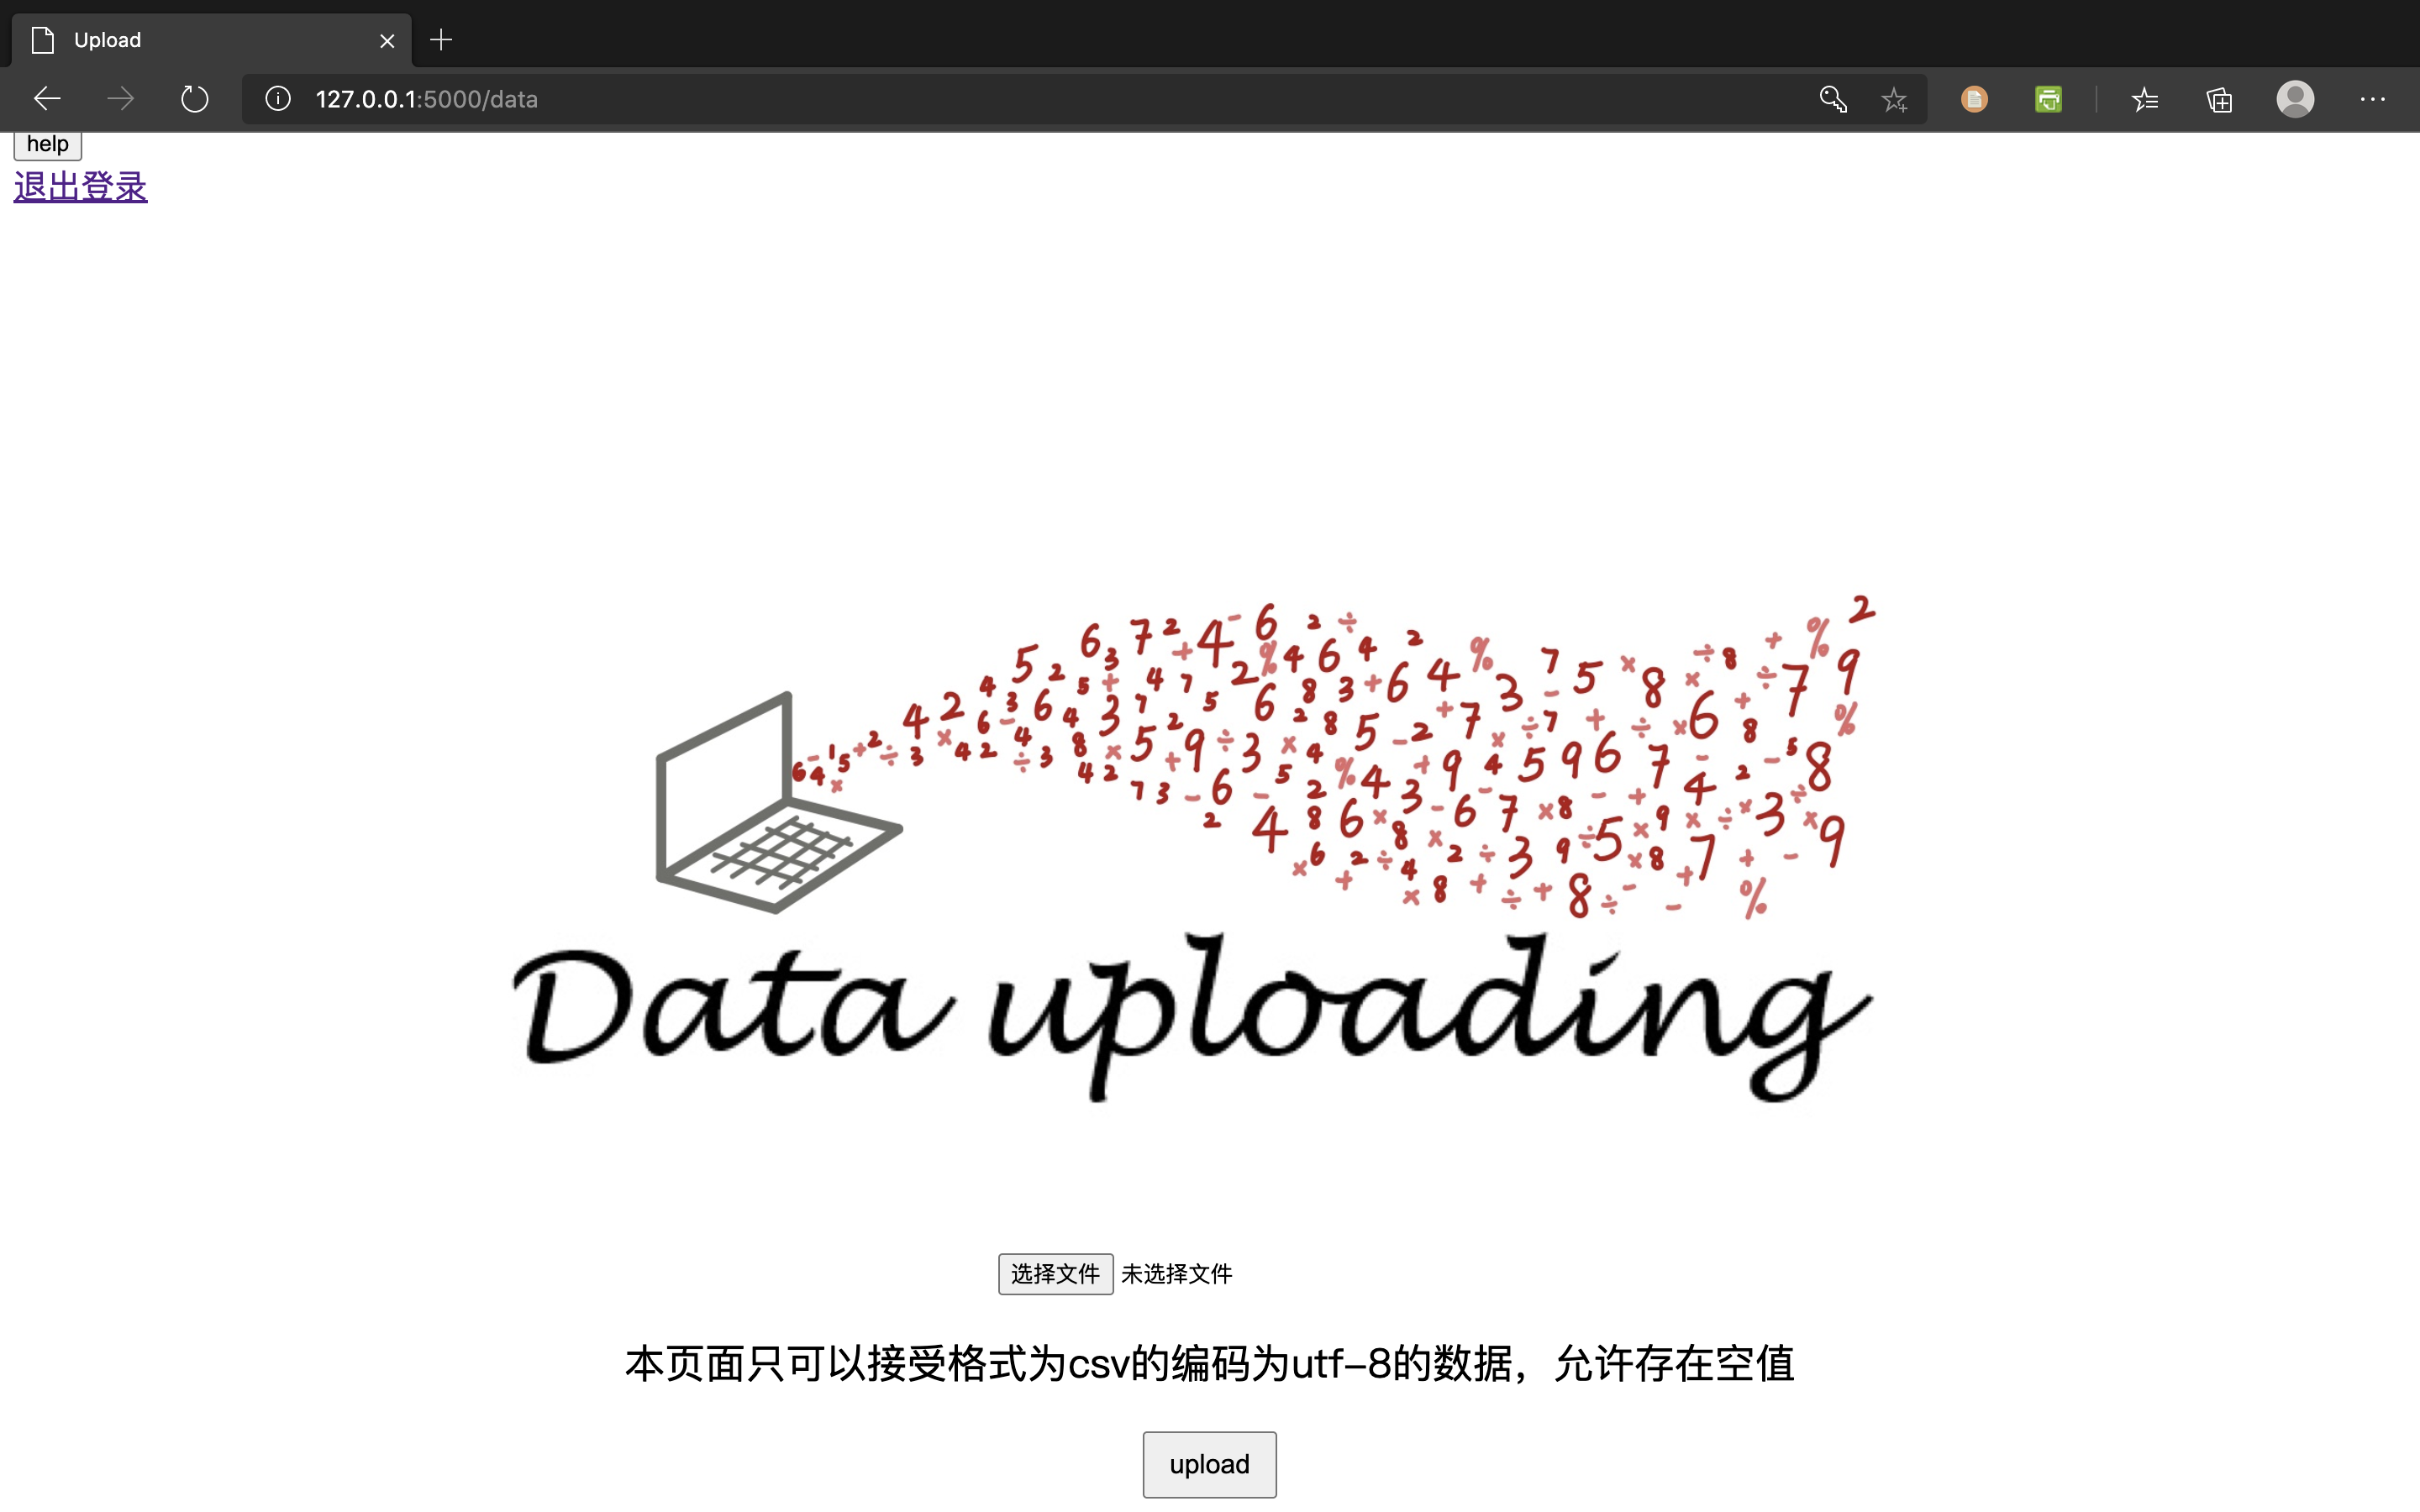 Upload
127.0.0.1:5000/data
help
退出登录
Data uploading
选择文件 未选择文件
本页面只可以接受格式为csv的编码为utf-8的数据，允许存在空值
upload